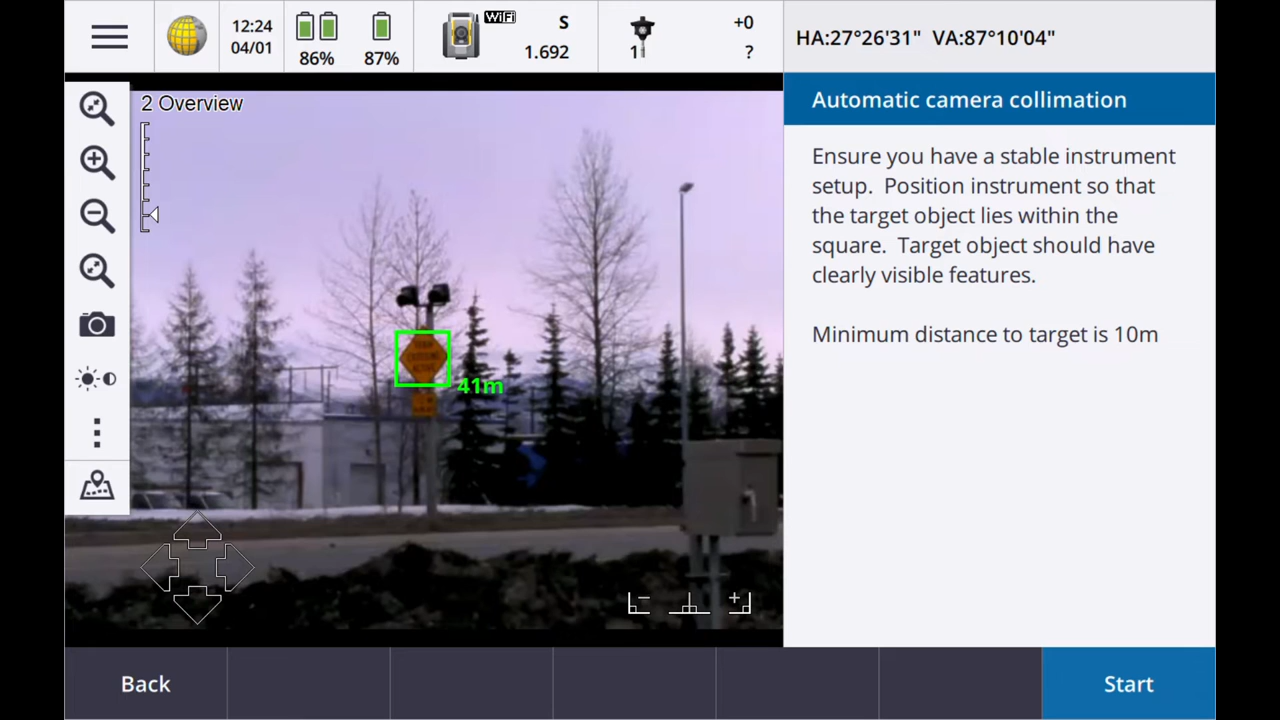 12:24
04/01
86%
87%
WiFi
S
1.692
1
+0
?
HA:27°26'31" VA:87°10'04"
2 Overview
41m
Automatic camera collimation
Ensure you have a stable instrument
setup. Position instrument so that
the target object lies within the
square. Target object should have
clearly visible features.
Minimum distance to target is 10m
Back
Start